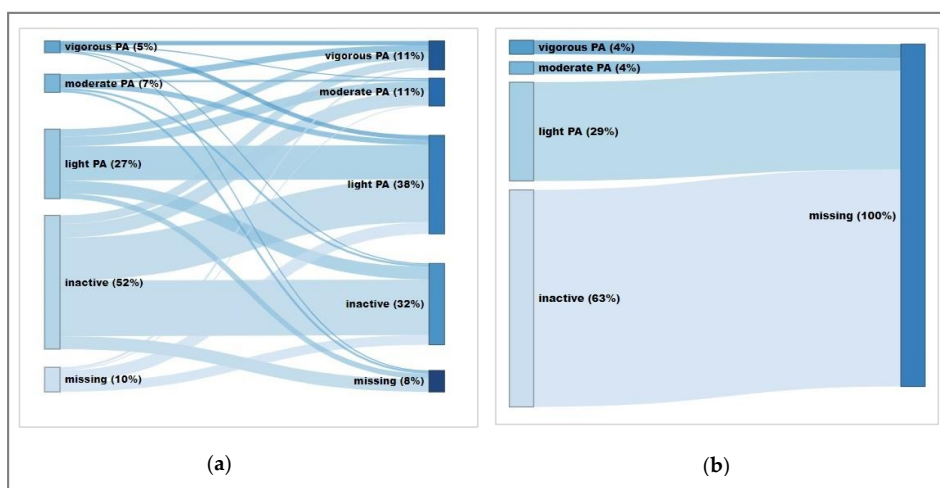 vigorous PA (5%)
moderate PA (7%)
light PA (27%)
inactive (52%)
missing (10%)
vigorous PA (11%)
moderate PA (11%)
light PA (38%)
inactive (32%)
missing (8%)
(a)
vigorous PA (4%)
moderate PA (4%)
light PA (29%)
inactive (63%)
missing (100%)
(b)